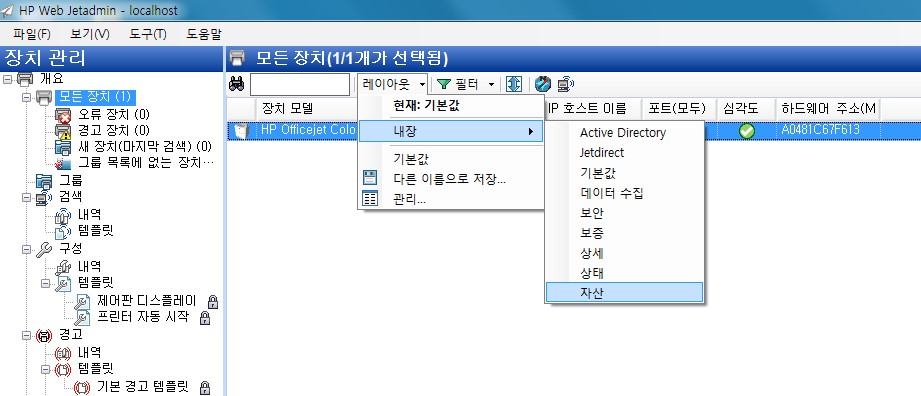 HP Web Jetadmin - localhost
파일(F) 보기(V) 도구(T) 도움말
장치 관리
모든 장치(1/1개가 선택됨)
개요
모든 장치 (1)
오류 장치 (0)
경고 장치 (0)
새 장치(마지막 검색) (0)
그룹 목록에 없는 장치…
그룹
검색
내역
템플릿
구성
내역
템플릿
제어판 디스플레이
프린터 자동 시작
경고
내역
템플릿
기본 경고 템플릿
레이아웃 필터
장치 모델 IP 호스트 이름 포트(모두) 심각도 하드웨어 주소(M
HP Officejet Colo A0481C67F613
현재: 기본값
내장
기본값
다른 이름으로 저장...
관리...
Active Directory
Jetdirect
기본값
데이터 수집
보안
보증
상세
상태
자산